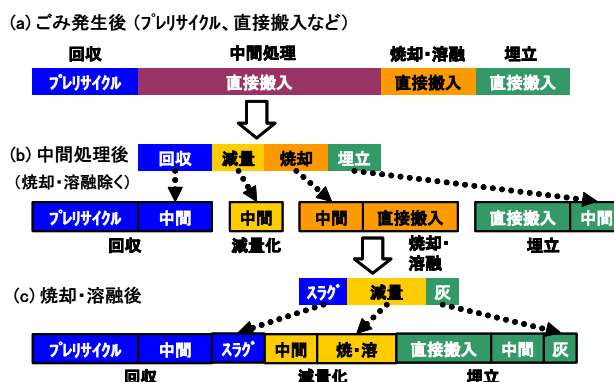 (a) ごみ発生後 (プレリサイクル、直接搬入など)
回収 中間処理 焼却・溶融 埋立
プレリサイクル 直接搬入 直接搬入 直接搬入
(b) 中間処理後
(焼却・溶融除く)
回収 減量 焼却 埋立
プレリサイクル 中間 中間 中間 直接搬入 直接搬入 中間
回収 減量化 焼却・溶融 埋立
(c) 焼却・溶融後
スラグ 減量 灰
プレリサイクル 中間 スラグ 中間 焼・溶 直接搬入 中間 灰
回収 減量化 埋立